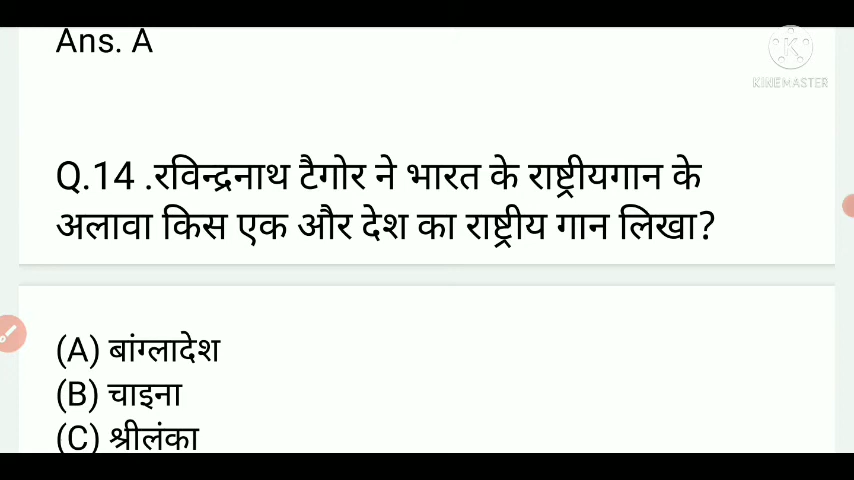 Ans. A
KINEMASTER
Q.14 .रविन्द्रनाथ टैगोर ने भारत के राष्ट्रीयगान के
अलावा किस एक और देश का राष्ट्रीय गान लिखा?
(A) बांग्लादेश
(B) चाइना
(C) श्रीलंका